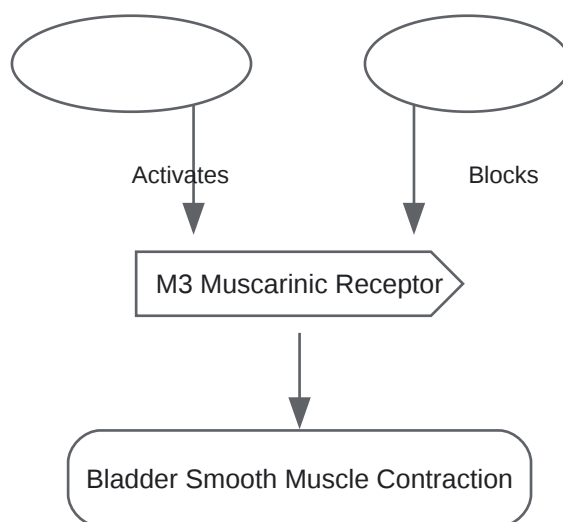 Activates
Blocks
M3 Muscarinic Receptor
Bladder Smooth Muscle Contraction